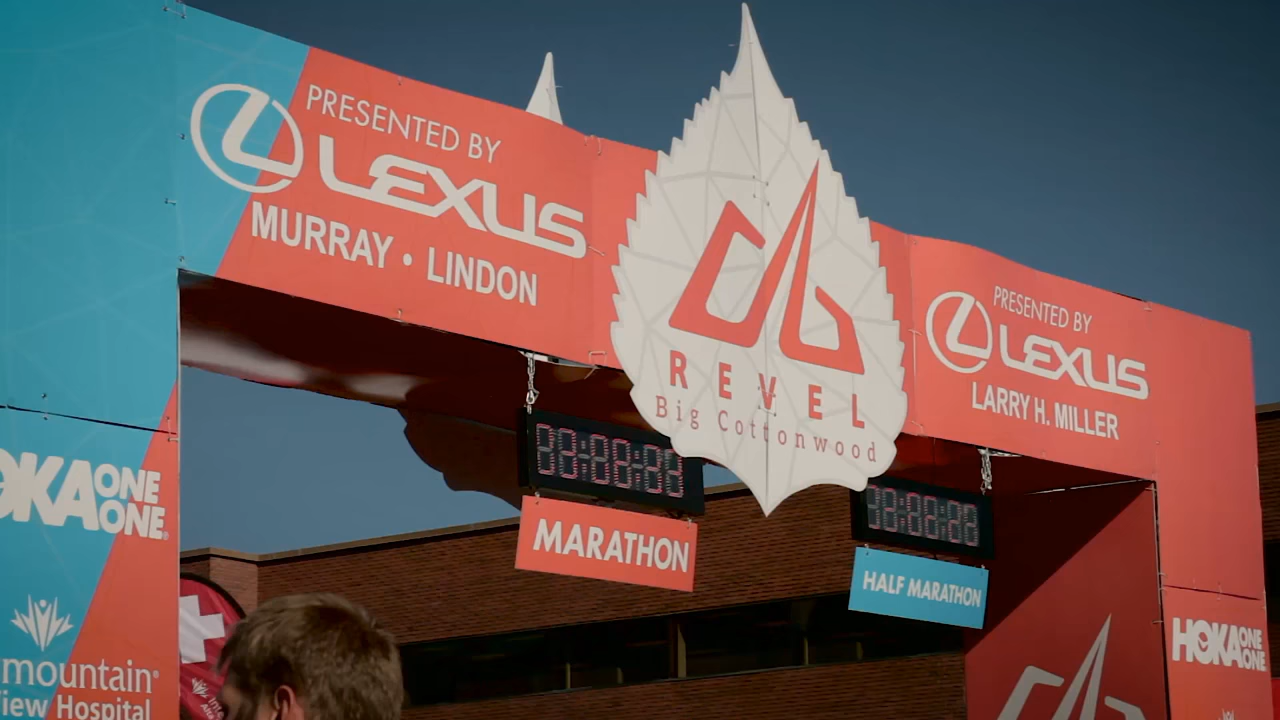 PRESENTED BY
LEXUS
MURRAY • LINDON
REVEL
Big Cottonwood
PRESENTED BY
LEXUS
LARRY H. MILLER
MARATHON
HALF MARATHON
HOKA ONE ONE
mountain
View Hospital
HOKA ONE ONE